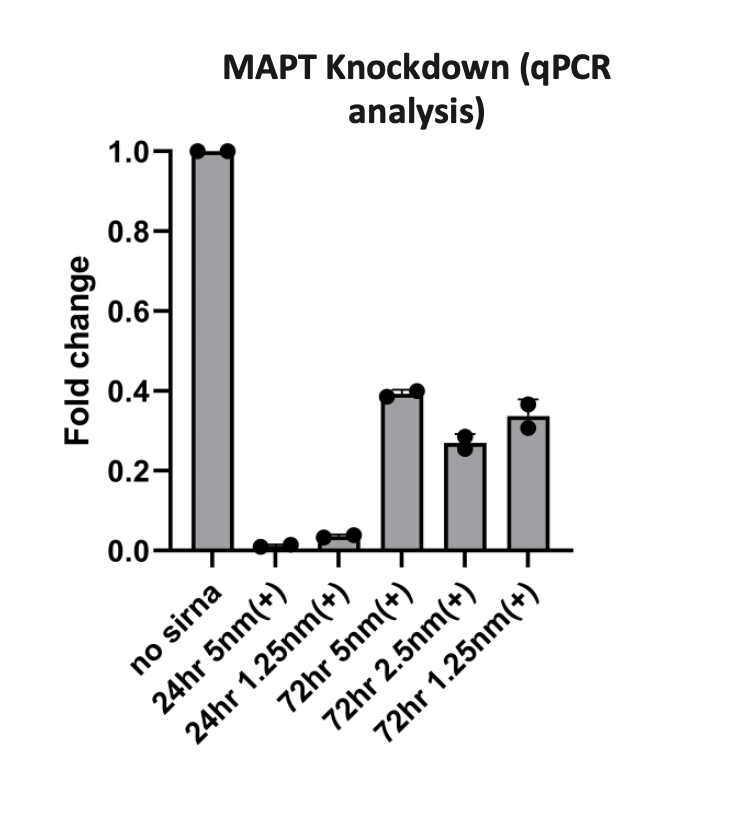 MAPT Knockdown (qPCR
analysis)
Fold change
1.0
0.8
0.6
0.4
0.2
0.0
no sirna
24hr 5nm(+)
24hr 1.25nm(+)
72hr 5nm(+)
72hr 2.5nm(+)
72hr 1.25nm(+)